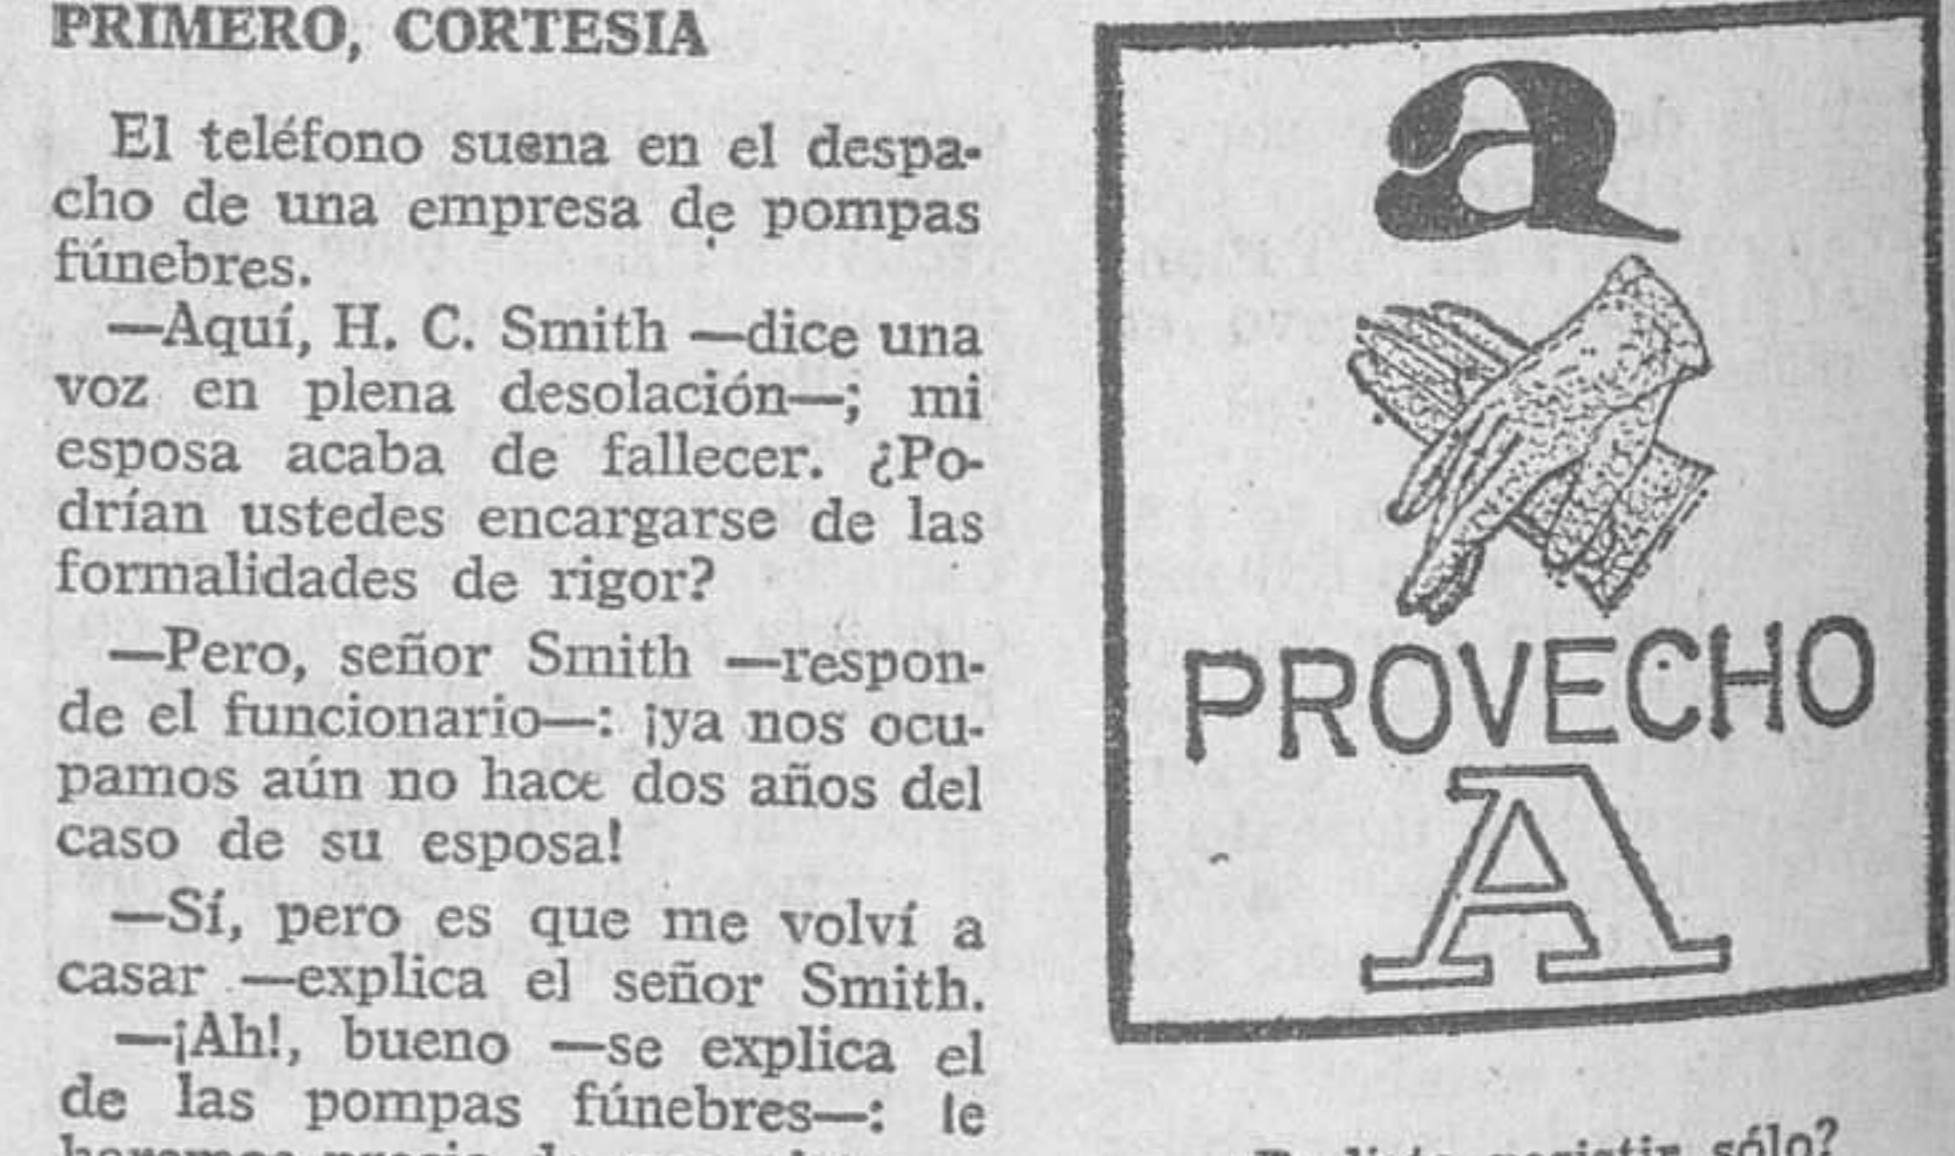 PRIMERO, CORTESIA
El teléfono suena en el despa-
cho de una empresa de pompas
fúnebres.
—Aquí, H. C. Smith —dice una
voz en plena desolación—; mi
esposa acaba de fallecer. ¿Po-
drían ustedes encargarse de las
formalidades de rigor?
—Pero, señor Smith —respon-
de el funcionario—: ¡ya nos ocu-
pamos aún no hace dos años del
caso de su esposa!
—Sí, pero es que me volví a
casar —explica el señor Smith.
—¡Ah!, bueno —se explica el
de las pompas fúnebres—: le
a
PROVECHO
A
sólo?